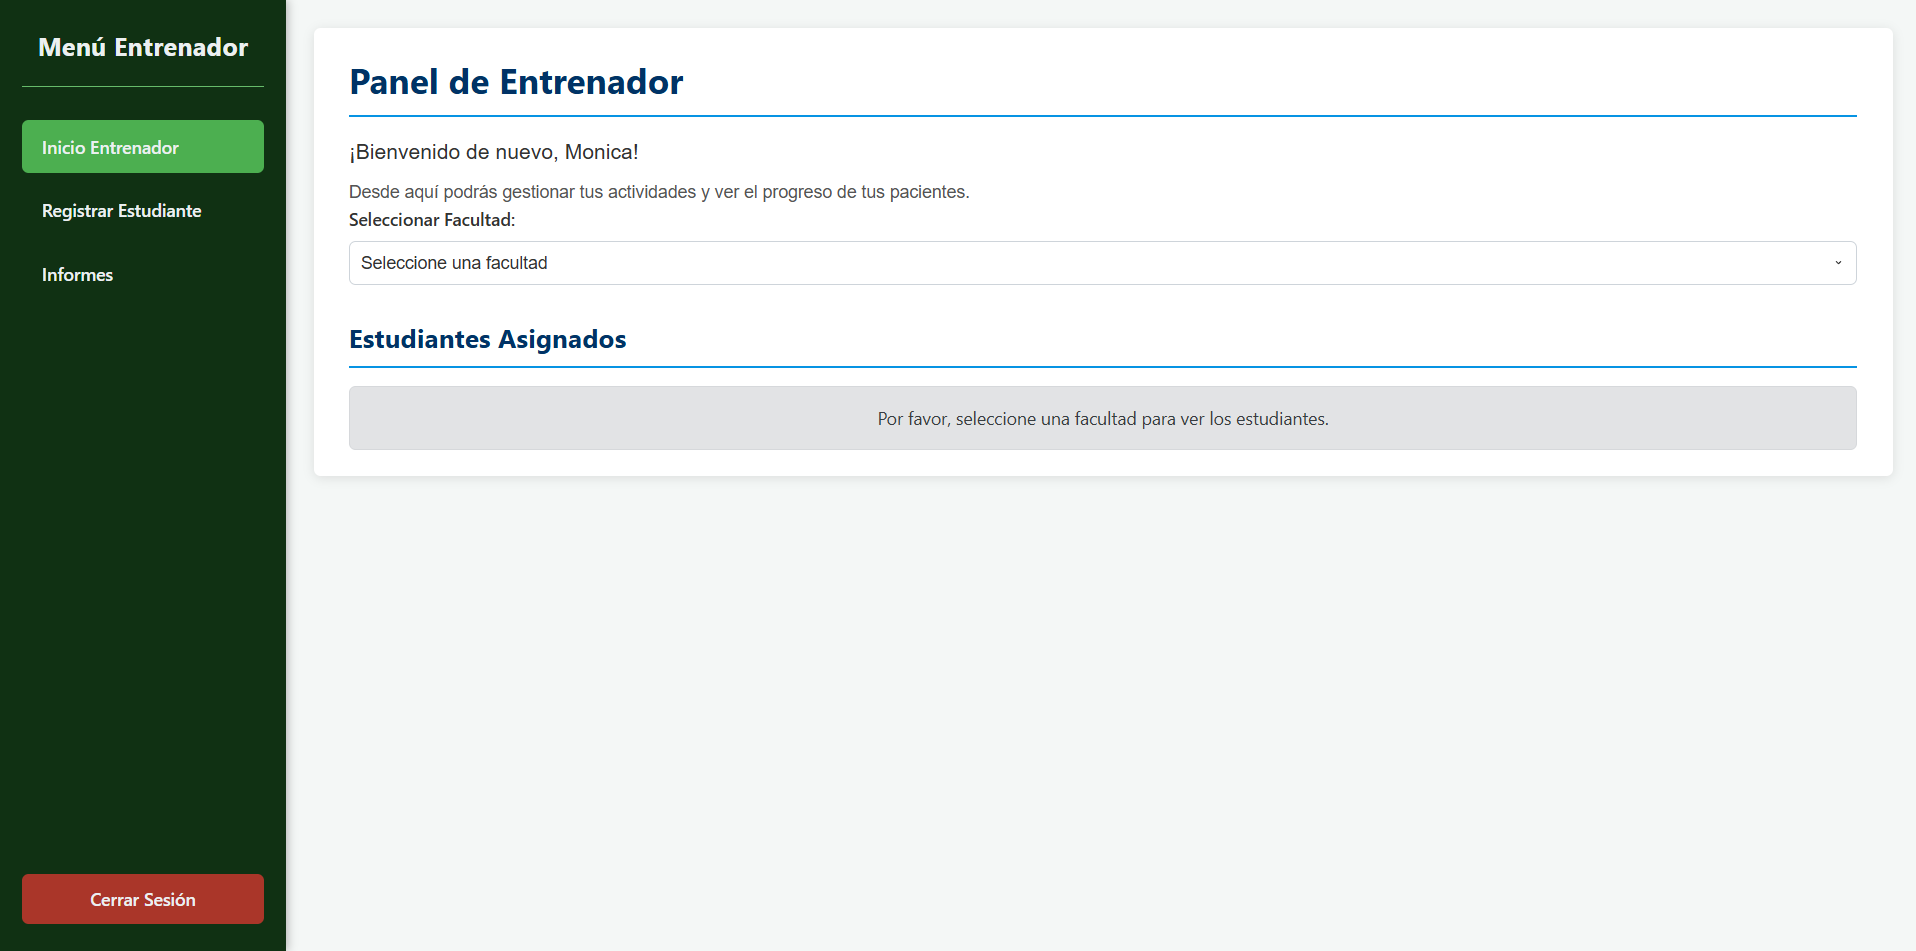 Menú Entrenador
Inicio Entrenador
Registrar Estudiante
Informes
Cerrar Sesión
Panel de Entrenador
¡Bienvenido de nuevo, Monica!
Desde aquí podrás gestionar tus actividades y ver el progreso de tus pacientes.
Seleccionar Facultad:
Seleccione una facultad
Estudiantes Asignados
Por favor, seleccione una facultad para ver los estudiantes.